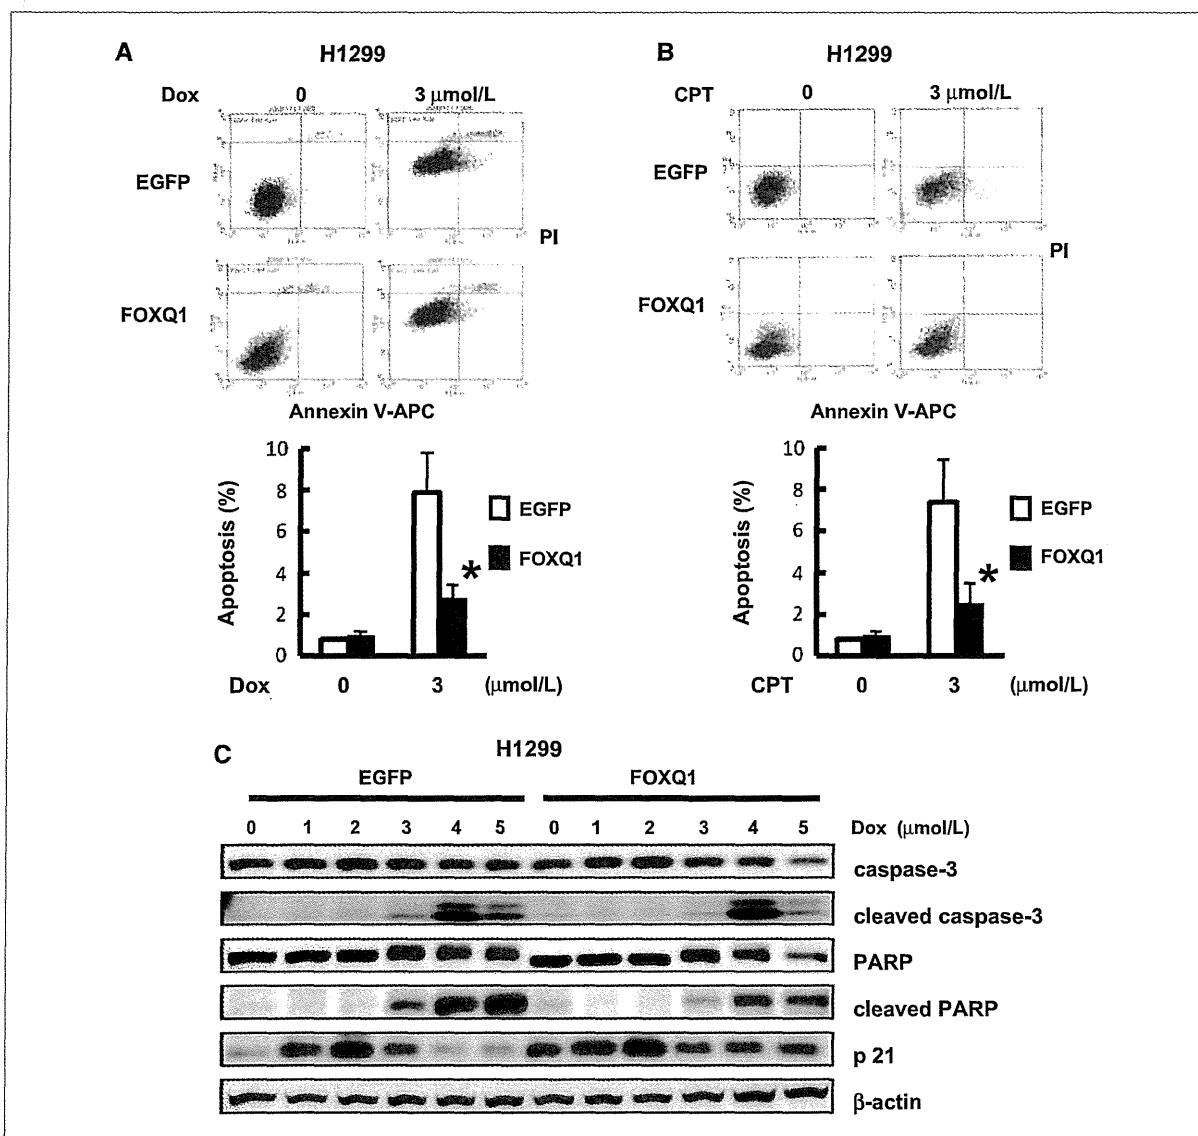 A
H1299
Dox 0 3 μmol/L
EGFP
PI
FOXQ1
Annexin V-APC
10
8
6
4
2
0
Apoptosis (%)
EGFP
FOXQ1
*
Dox 0 3 (μmol/L)
B
H1299
CPT 0 3 μmol/L
EGFP
PI
FOXQ1
Annexin V-APC
10
8
6
4
2
0
Apoptosis (%)
EGFP
FOXQ1
*
CPT 0 3 (μmol/L)
C
H1299
EGFP FOXQ1
0 1 2 3 4 5 0 1 2 3 4 5 Dox (μmol/L)
caspase-3
cleaved caspase-3
PARP
cleaved PARP
p 21
β-actin